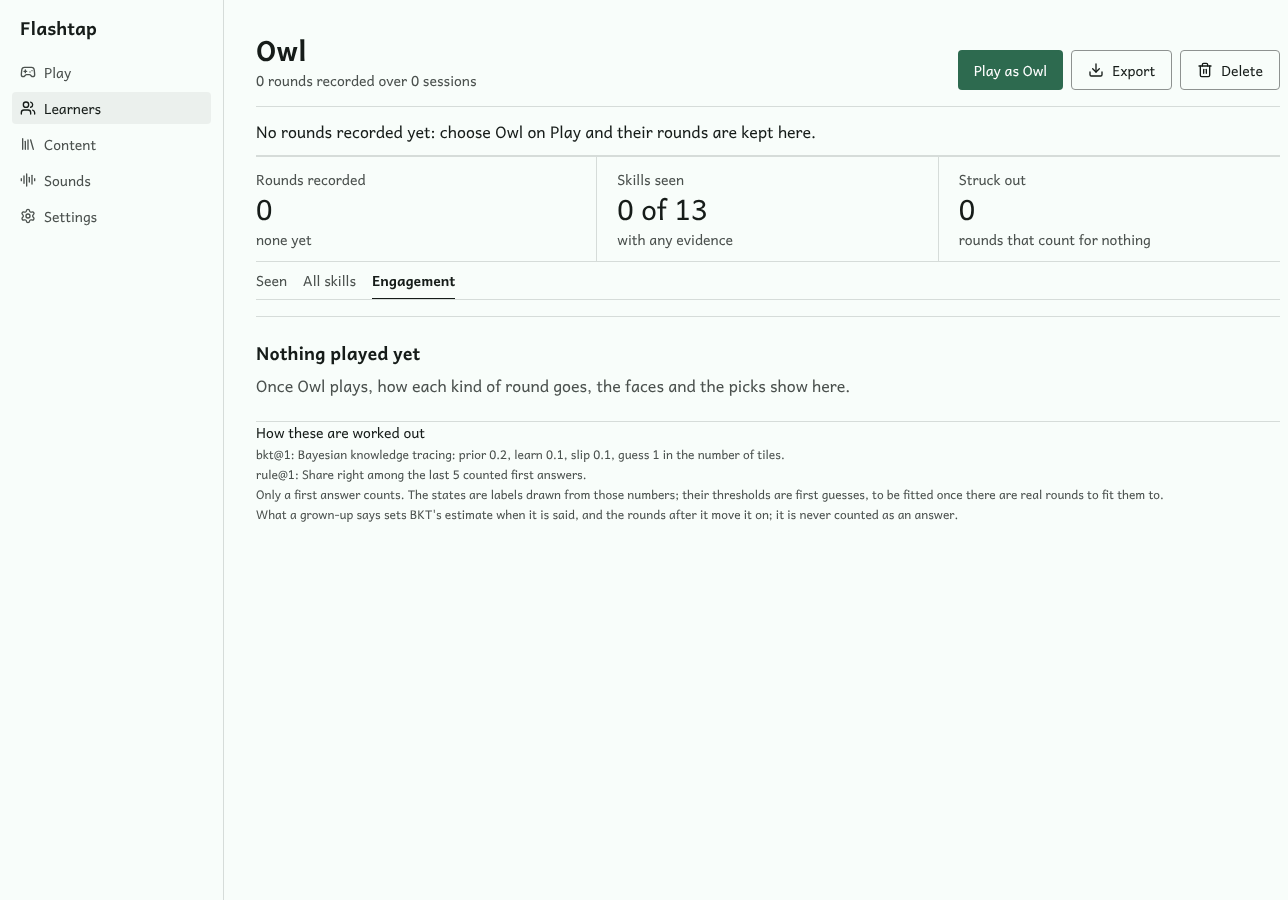 Flashtap
Play
Learners
Content
Sounds
Settings
Owl
0 rounds recorded over 0 sessions
Play as Owl
Export
Delete
No rounds recorded yet: choose Owl on Play and their rounds are kept here.
Rounds recorded
0
none yet
Skills seen
0 of 13
with any evidence
Struck out
0
rounds that count for nothing
Seen
All skills
Engagement
Nothing played yet
Once Owl plays, how each kind of round goes, the faces and the picks show here.
How these are worked out
bkt@1: Bayesian knowledge tracing: prior 0.2, learn 0.1, slip 0.1, guess 1 in the number of tiles.
rule@1: Share right among the last 5 counted first answers.
Only a first answer counts. The states are labels drawn from those numbers; their thresholds are first guesses, to be fitted once there are real rounds to fit them to.
What a grown-up says sets BKT's estimate when it is said, and the rounds after it move it on; it is never counted as an answer.